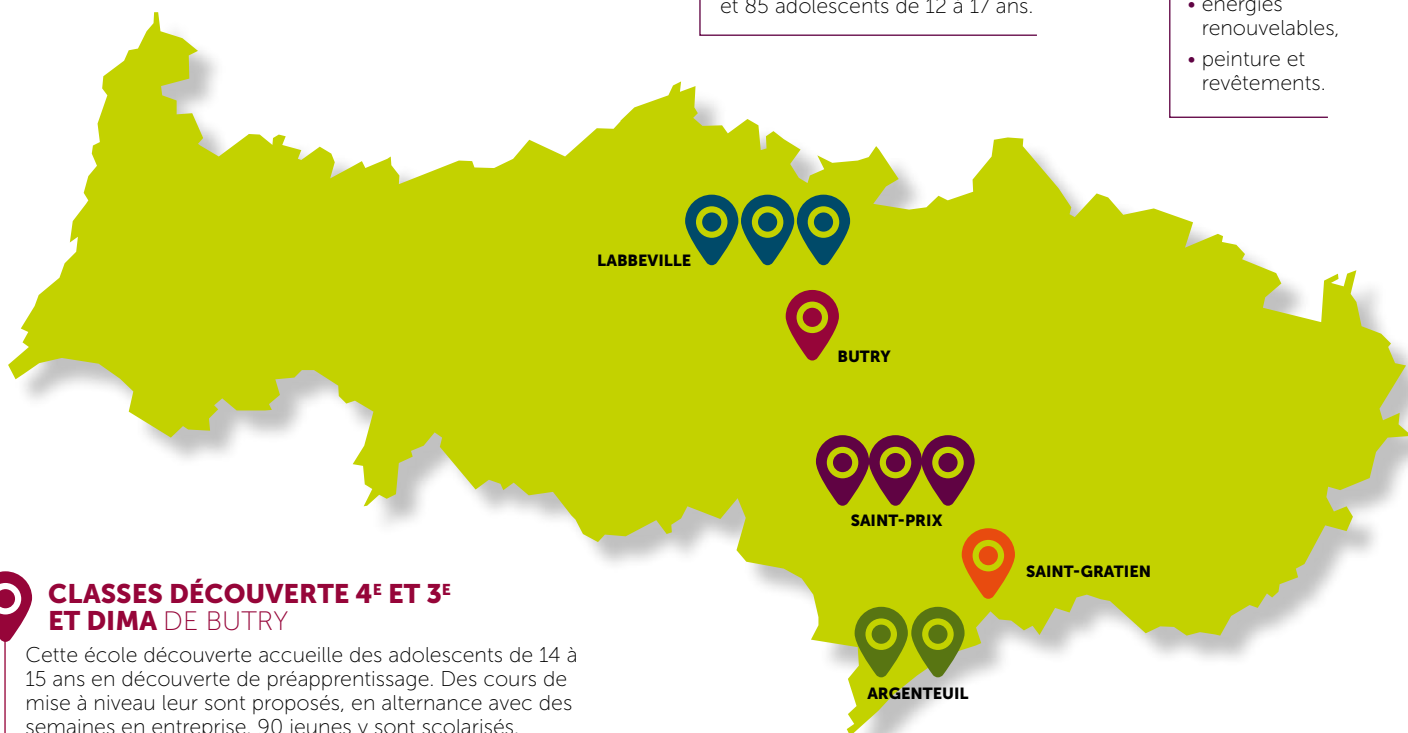 et 85 adolescents de 12 à 17 ans.
• énergies
renouvelables,
• peinture et
revêtements.
LABBEVILLE
BUTRY
SAINT-PRIX
SAINT-GRATIEN
ARGENTEUIL
CLASSES DÉCOUVERTE 4E ET 3E
ET DIMA DE BUTRY
Cette école découverte accueille des adolescents de 14 à
15 ans en découverte de préapprentissage. Des cours de
mise à niveau leur sont proposés, en alternance avec des
semaines en entreprise. 90 jeunes y sont scolarisés.